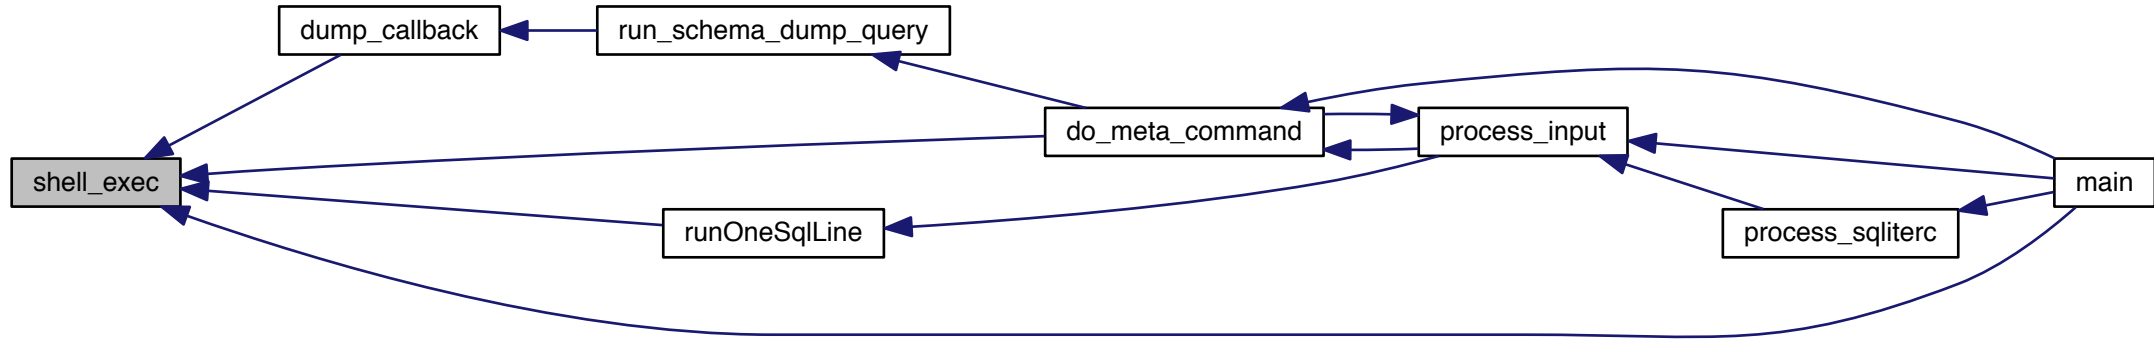 dump_callback
run_schema_dump_query
do_meta_command
process_input
shell_exec
main
runOneSqlLine
process_sqliterc